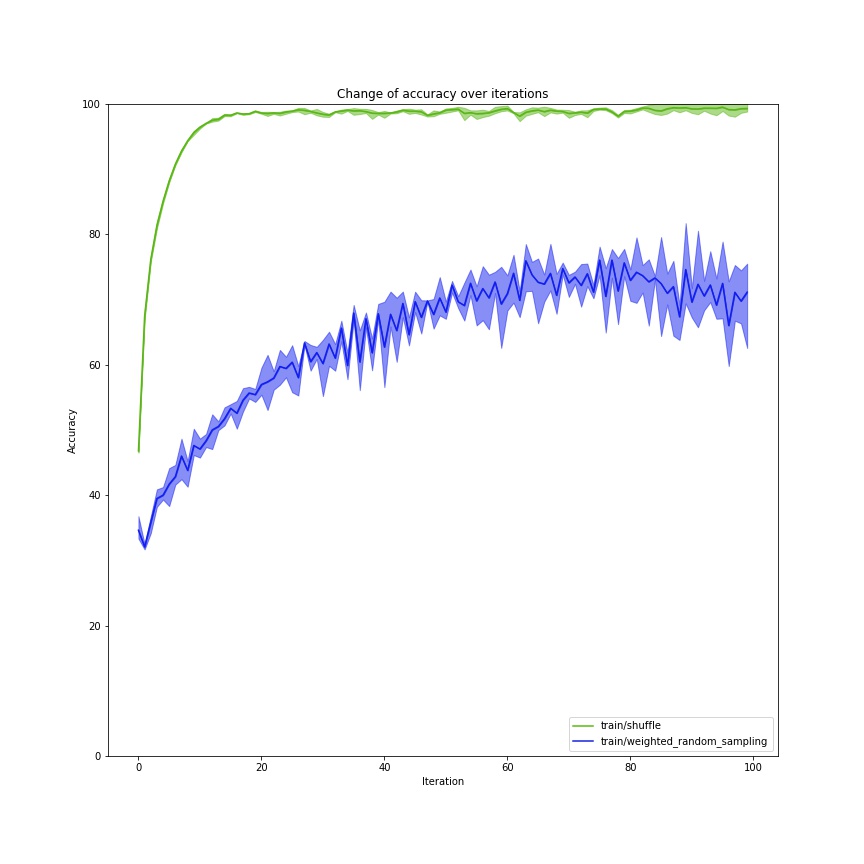 Change of accuracy over iterations
100
80
60
40
20
0
Accuracy
0 20 40 60 80 100
Iteration
train/shuffle
train/weighted_random_sampling